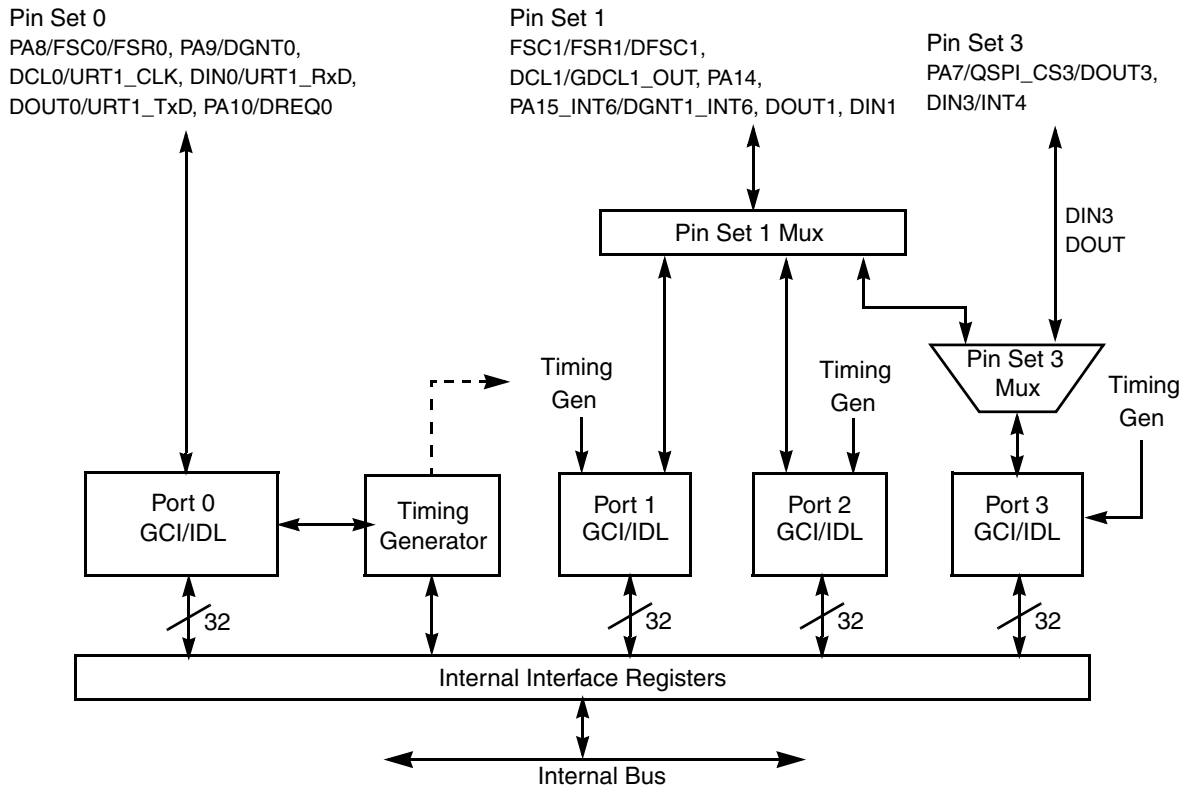 Pin Set 0
PA8/FSC0/FSR0, PA9/DGNT0,
DCL0/URT1_CLK, DIN0/URT1_RxD,
DOUT0/URT1_TxD, PA10/DREQ0
Pin Set 1
FSC1/FSR1/DFSC1,
DCL1/GDCL1_OUT, PA14,
PA15_INT6/DGNT1_INT6, DOUT1, DIN1
Pin Set 3
PA7/QSPI_CS3/DOUT3,
DIN3/INT4
DIN3
DOUT
Pin Set 1 Mux
Pin Set 3
Mux
Timing
Gen
Timing
Gen
Timing
Gen
Port 0
GCI/IDL
Timing
Generator
Port 1
GCI/IDL
Port 2
GCI/IDL
Port 3
GCI/IDL
32
32
32
32
Internal Interface Registers
Internal Bus